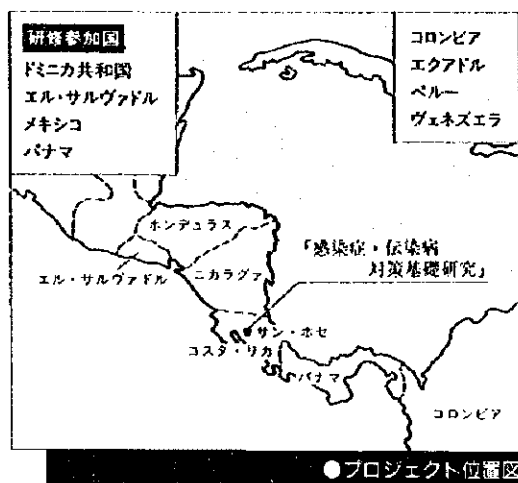 研修参加国
ドミニカ共和国
エル・サルヴァドル
メキシコ
パナマ
コロンビア
エクアドル
ペルー
ヴェネズエラ
ホンデュラス
エル・サルヴァドル
ニカラグァ
「感染症・伝染病
対策基礎研究」
サン・ホセ
コスタ・リカ
パナマ
コロンビア
●プロジェクト位置図